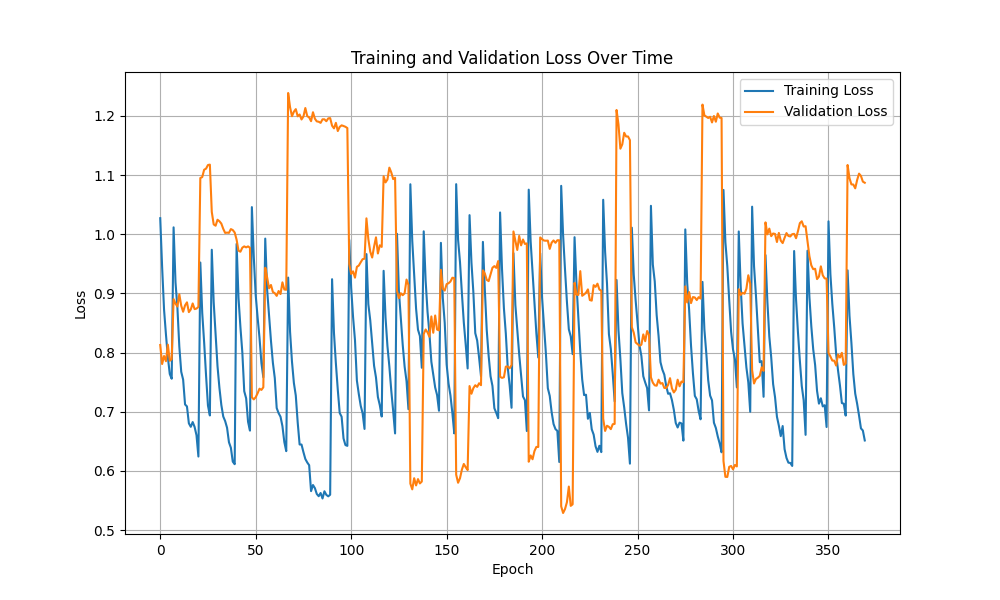 Training and Validation Loss Over Time
Training Loss
Validation Loss
1.2
1.1
1.0
0.9
0.8
0.7
0.6
0.5
Loss
0 50 100 150 200 250 300 350
Epoch